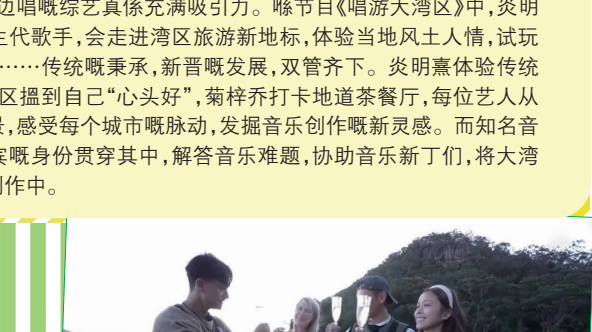 边唱嘅综艺真係充满吸引力。喺节目《唱游大湾区》中,炎明
生代歌手,会走进湾区旅游新地标,体验当地风土人情,试玩
……传统嘅秉承,新晋嘅发展,双管齐下。炎明熹体验传统
区搵到自己“心头好”,菊梓乔打卡地道茶餐厅,每位艺人从
景,感受每个城市嘅脉动,发掘音乐创作嘅新灵感。而知名音
宾嘅身份贯穿其中,解答音乐难题,协助音乐新丁们,将大湾
创作中。